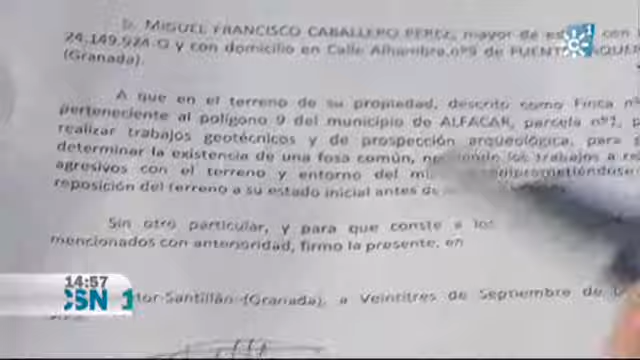 D. MIGUEL FRANCISCO CABALLERO PEREZ, mayor de con
y con domicilio en Calle Alhambra nº9 de
(Granada).
A que en el terreno de su propiedad, descrito como Finca
perteneciente al polígono 9 del municipio de ALFACAR, parcela
realizar trabajos geotécnicos y de prospección arqueológica, para
determinar la existencia de una fosa común, los trabajos a
agresivos con el terreno y entorno del
reposición del terreno a su estado inicial antes de
Sin otro particular, y para que conste a los
mencionados con anterioridad, firmo la presente, en
14:57
CSN 1
(Granada), a Veintitres de Septiembre de